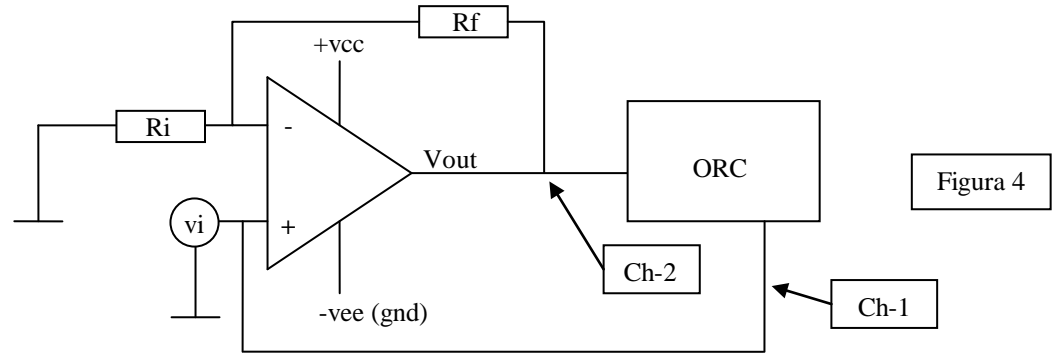 Rf
+vcc
Ri
-
Vout
ORC
Figura 4
vi
+
Ch-2
Ch-1
-vee (gnd)